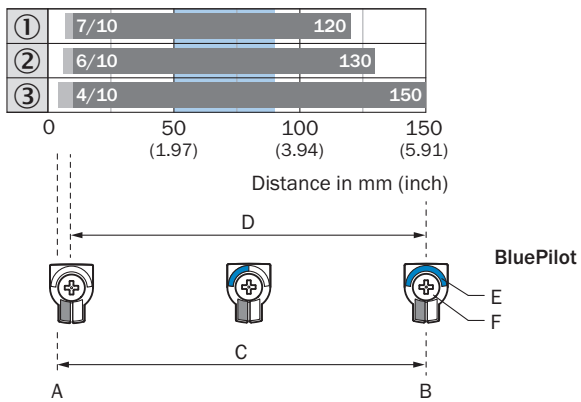 ① 7/10 120
② 6/10 130
③ 4/10 150
0 50 100 150
(1.97) (3.94) (5.91)
Distance in mm (inch)
D
BluePilot
E
F
C
A B